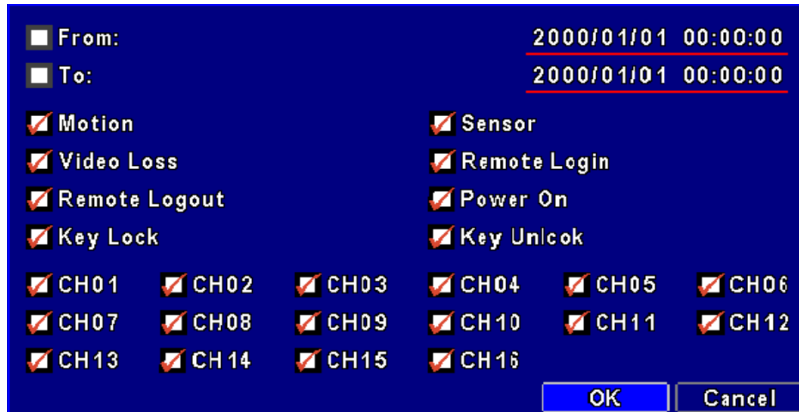 From: 2000/01/01 00:00:00
To: 2000/01/01 00:00:00
Motion Sensor
Video Loss Remote Login
Remote Logout Power On
Key Lock Key Unlcok
CH01 CH02 CH03 CH04 CH05 CH06
CH07 CH08 CH09 CH10 CH11 CH12
CH13 CH14 CH15 CH16
OK Cancel